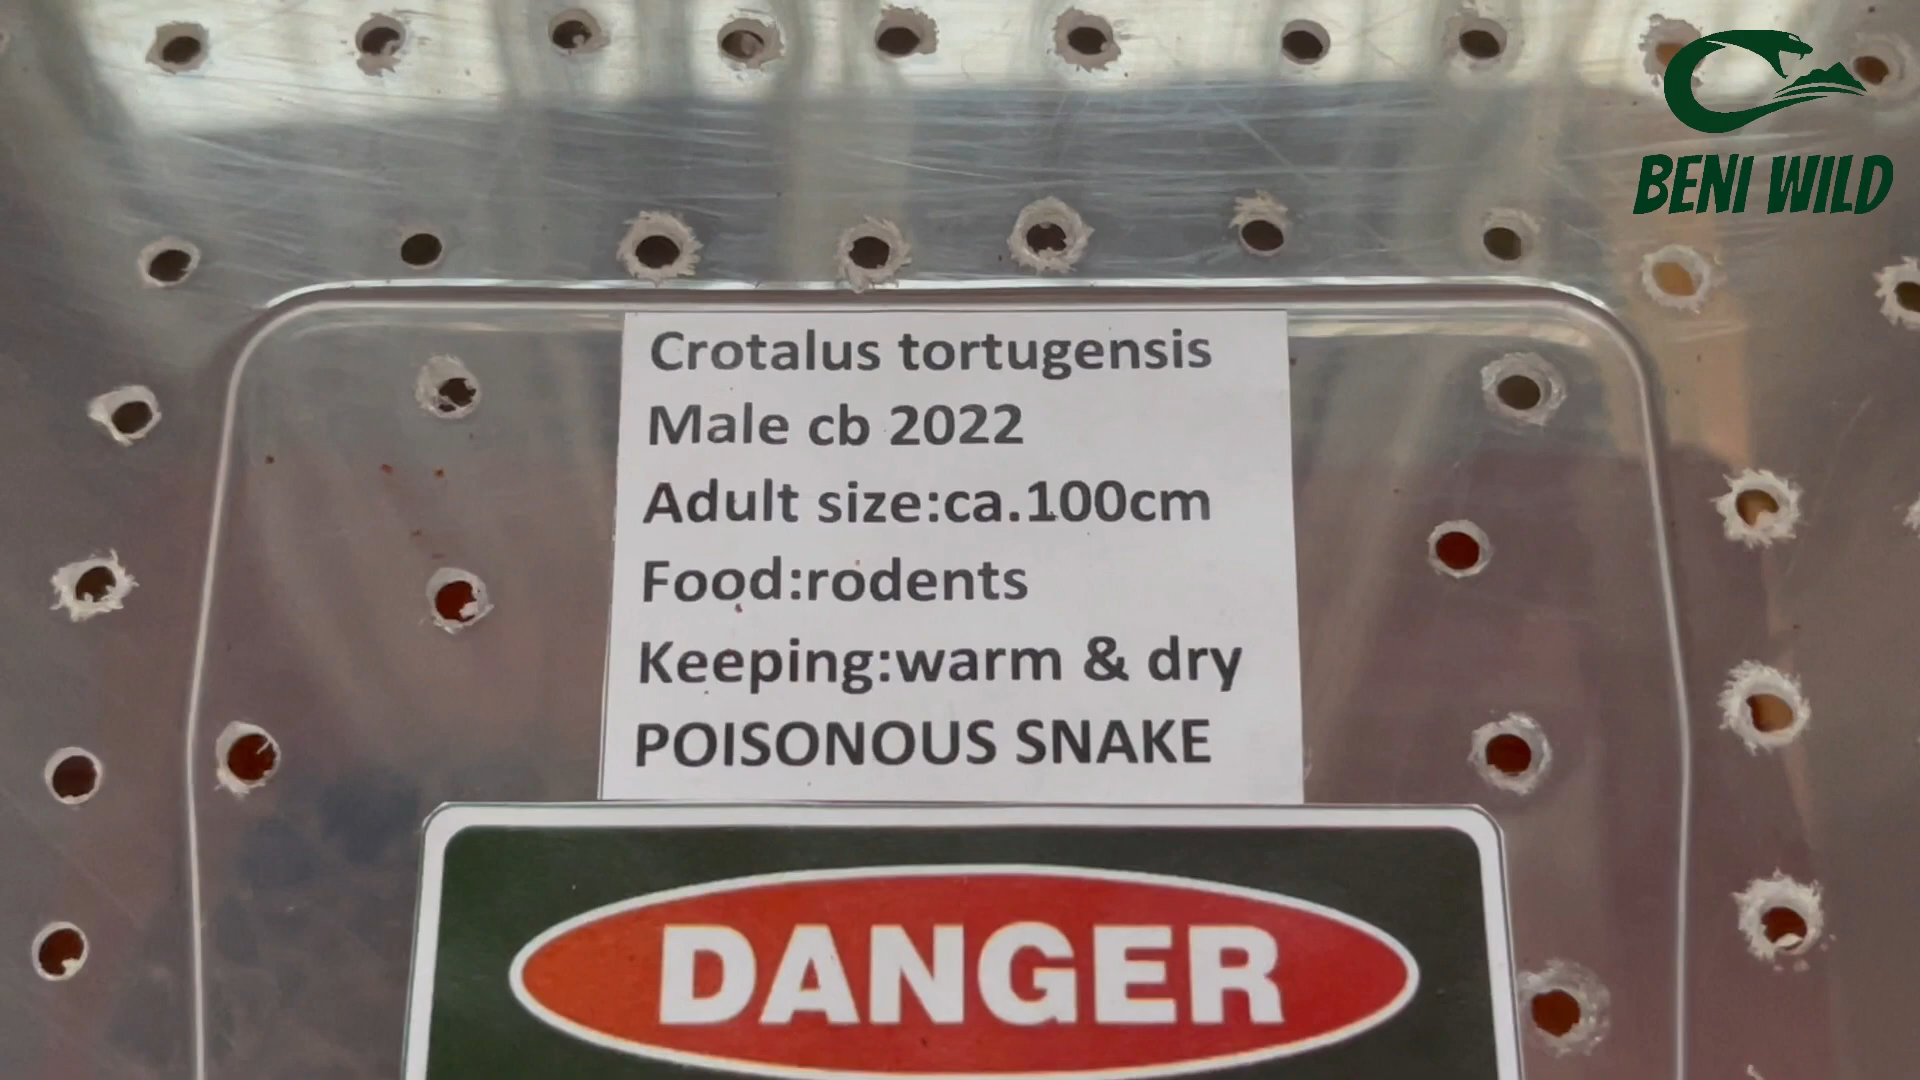 BENI WILD
Crotalus tortugensis
Male cb 2022
Adult size:ca.100cm
Food:rodents
Keeping:warm & dry
POISONOUS SNAKE
DANGER